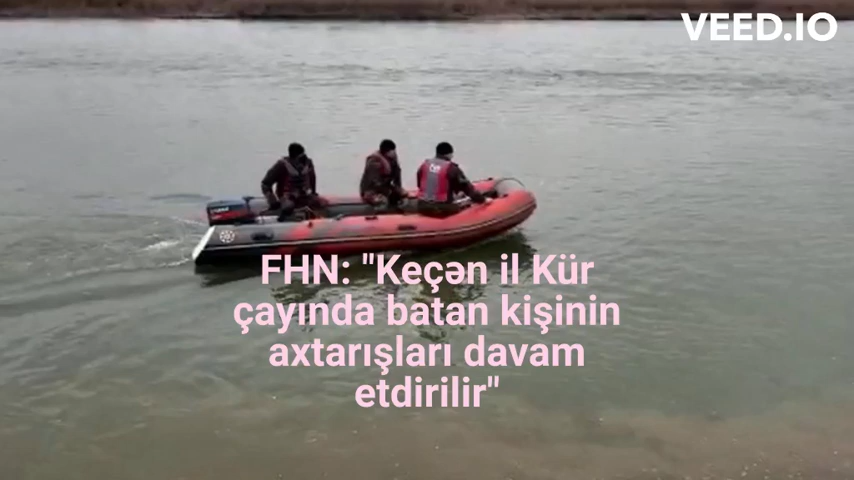 VEED.IO
FHN: "Keçən il Kür
çayında batan kişinin
axtarışları davam
etdirilir"